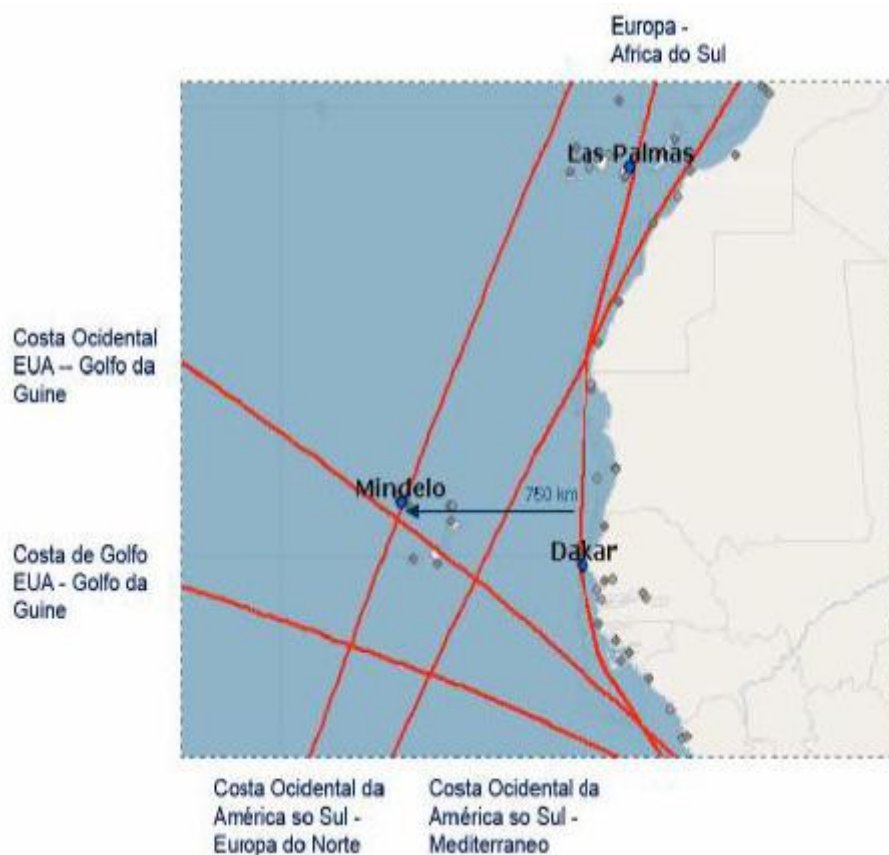 Europa -
Africa do Sul
Las Palmas
Costa Ocidental
EUA – Golfo da
Guine
Mindelo
750 km
Dakar
Costa de Golfo
EUA - Golfo da
Guine
Costa Ocidental da
América so Sul -
Europa do Norte
Costa Ocidental da
América so Sul -
Mediterraneo